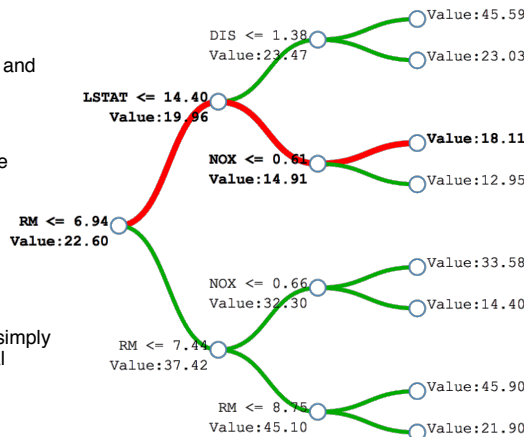 and
e
simply
l
DIS <= 1.38
Value:23.47
Value:45.59
Value:23.03
LSTAT <= 14.40
Value:19.96
NOX <= 0.61
Value:14.91
Value:18.11
Value:12.95
RM <= 6.94
Value:22.60
NOX <= 0.66
Value:32.30
Value:33.58
Value:14.40
RM <= 7.44
Value:37.42
RM <= 8.75
Value:45.10
Value:45.90
Value:21.90